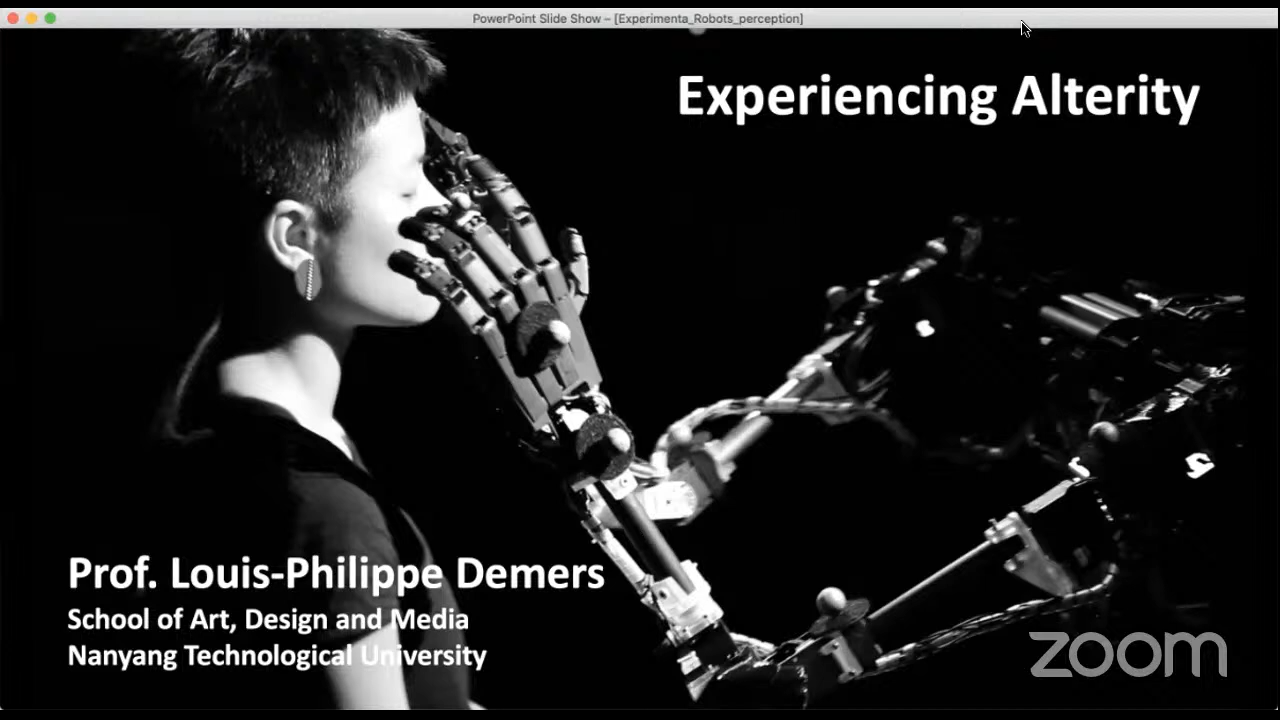 PowerPoint Slide Show – [Experimenta_Robots_perception]
Experiencing Alterity
Prof. Louis-Philippe Demers
School of Art, Design and Media
Nanyang Technological University
zoom